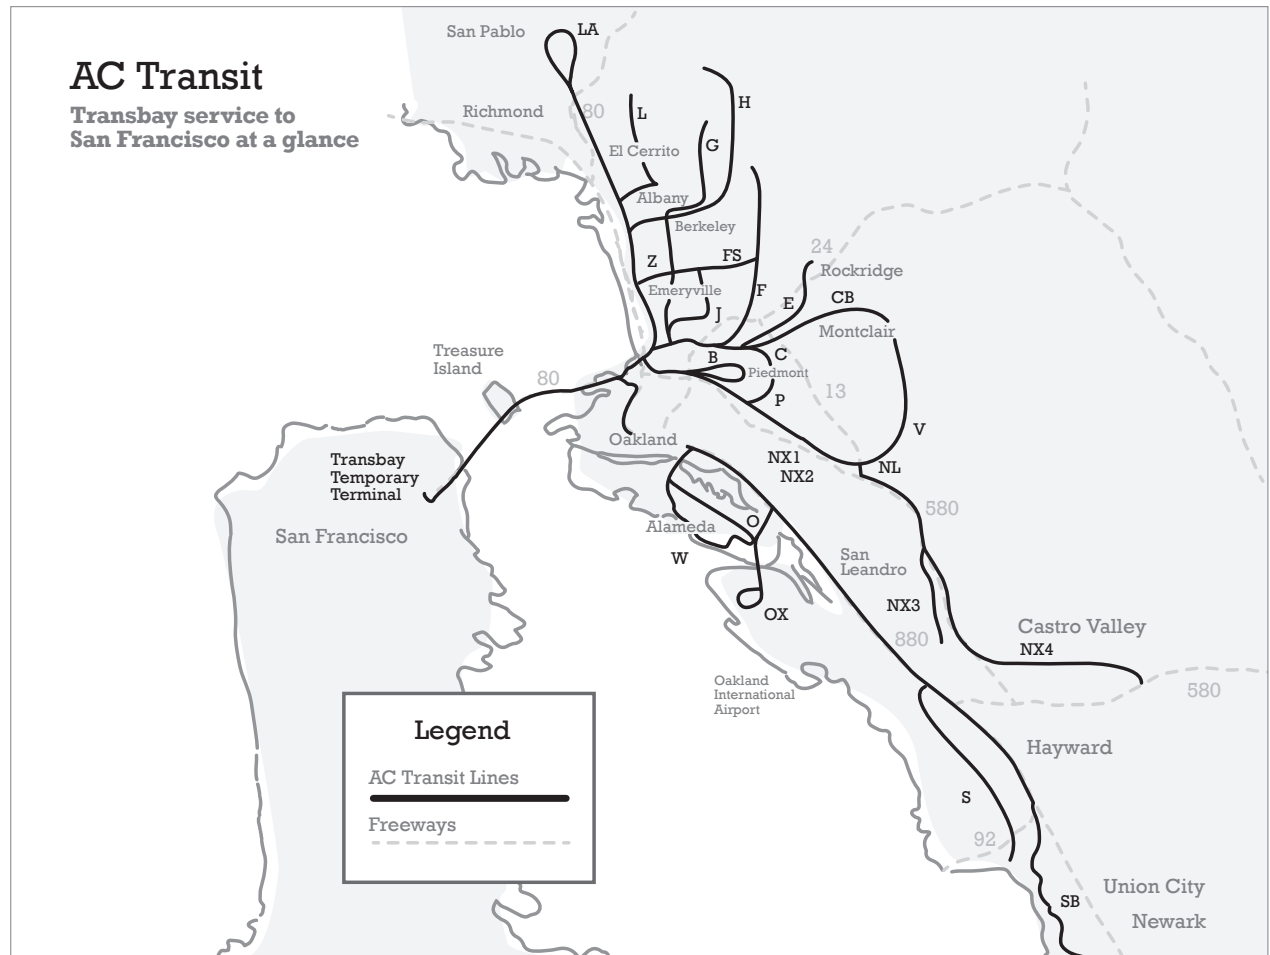 AC Transit
Transbay service to
San Francisco at a glance
San Pablo
LA
Richmond
80
L
H
G
El Cerrito
Albany
Berkeley
Z
FS
24
Rockridge
Emeryville
F
E
CB
J
Montclair
Treasure
Island
80
B
C
Piedmont
13
P
V
Oakland
NX1
NX2
NL
Transbay
Temporary
Terminal
580
San Francisco
Alameda
O
W
San
Leandro
NX3
OX
880
Castro Valley
NX4
Oakland
International
Airport
580
Legend
AC Transit Lines
Freeways
Hayward
S
92
Union City
SB
Newark